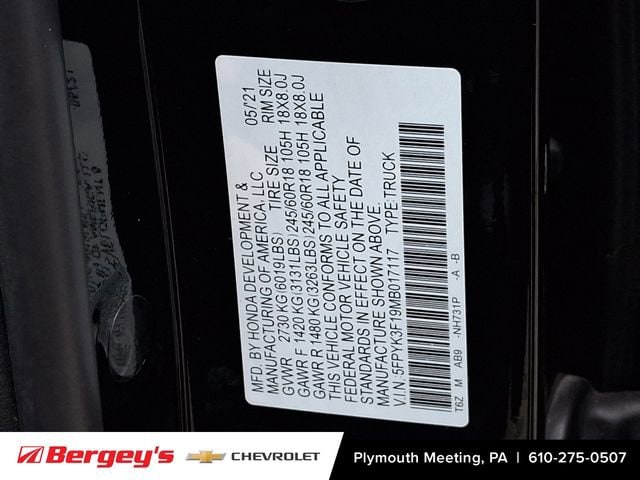 MFD. BY HONDA DEVELOPMENT & 05/'21
MANUFACTURING OF AMERICA, LLC
GVWR 2730 KG(6019LBS) TIRE SIZE RIM SIZE
GAWR F 1420 KG(3131LBS) 245/60R18 105H 18X8.0J
GAWR R 1480 KG(3263LBS) 245/60R18 105H 18X8.0J
THIS VEHICLE CONFORMS TO ALL APPLICABLE
FEDERAL MOTOR VEHICLE SAFETY
STANDARDS IN EFFECT ON THE DATE OF
MANUFACTURE SHOWN ABOVE.
V.I.N. 5FPYK3F19MB017117 TYPE: TRUCK
T6Z M AB9 -NH731P -A -B
Bergey's CHEVROLET Plymouth Meeting, PA | 610-275-0507